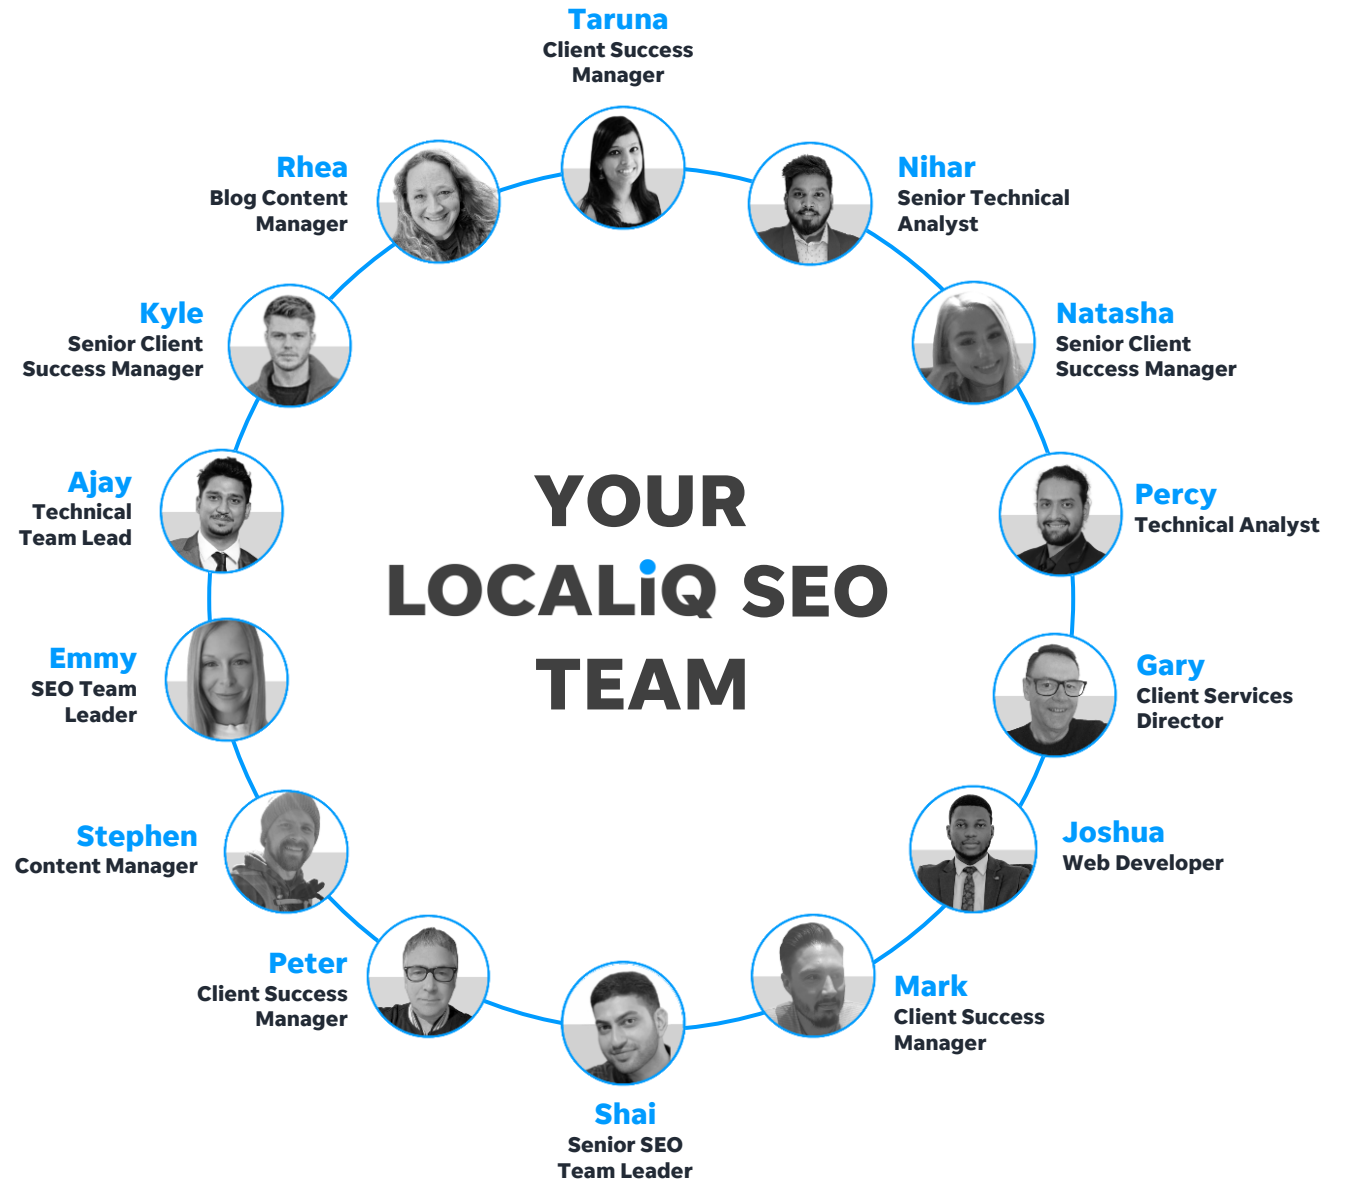 Taruna
Client Success
Manager
Rhea
Blog Content
Manager
Nihar
Senior Technical
Analyst
Kyle
Senior Client
Success Manager
Natasha
Senior Client
Success Manager
Ajay
Technical
Team Lead
Percy
Technical Analyst
YOUR
LOCALiQ SEO
TEAM
Emmy
SEO Team
Leader
Gary
Client Services
Director
Stephen
Content Manager
Joshua
Web Developer
Peter
Client Success
Manager
Mark
Client Success
Manager
Shai
Senior SEO
Team Leader